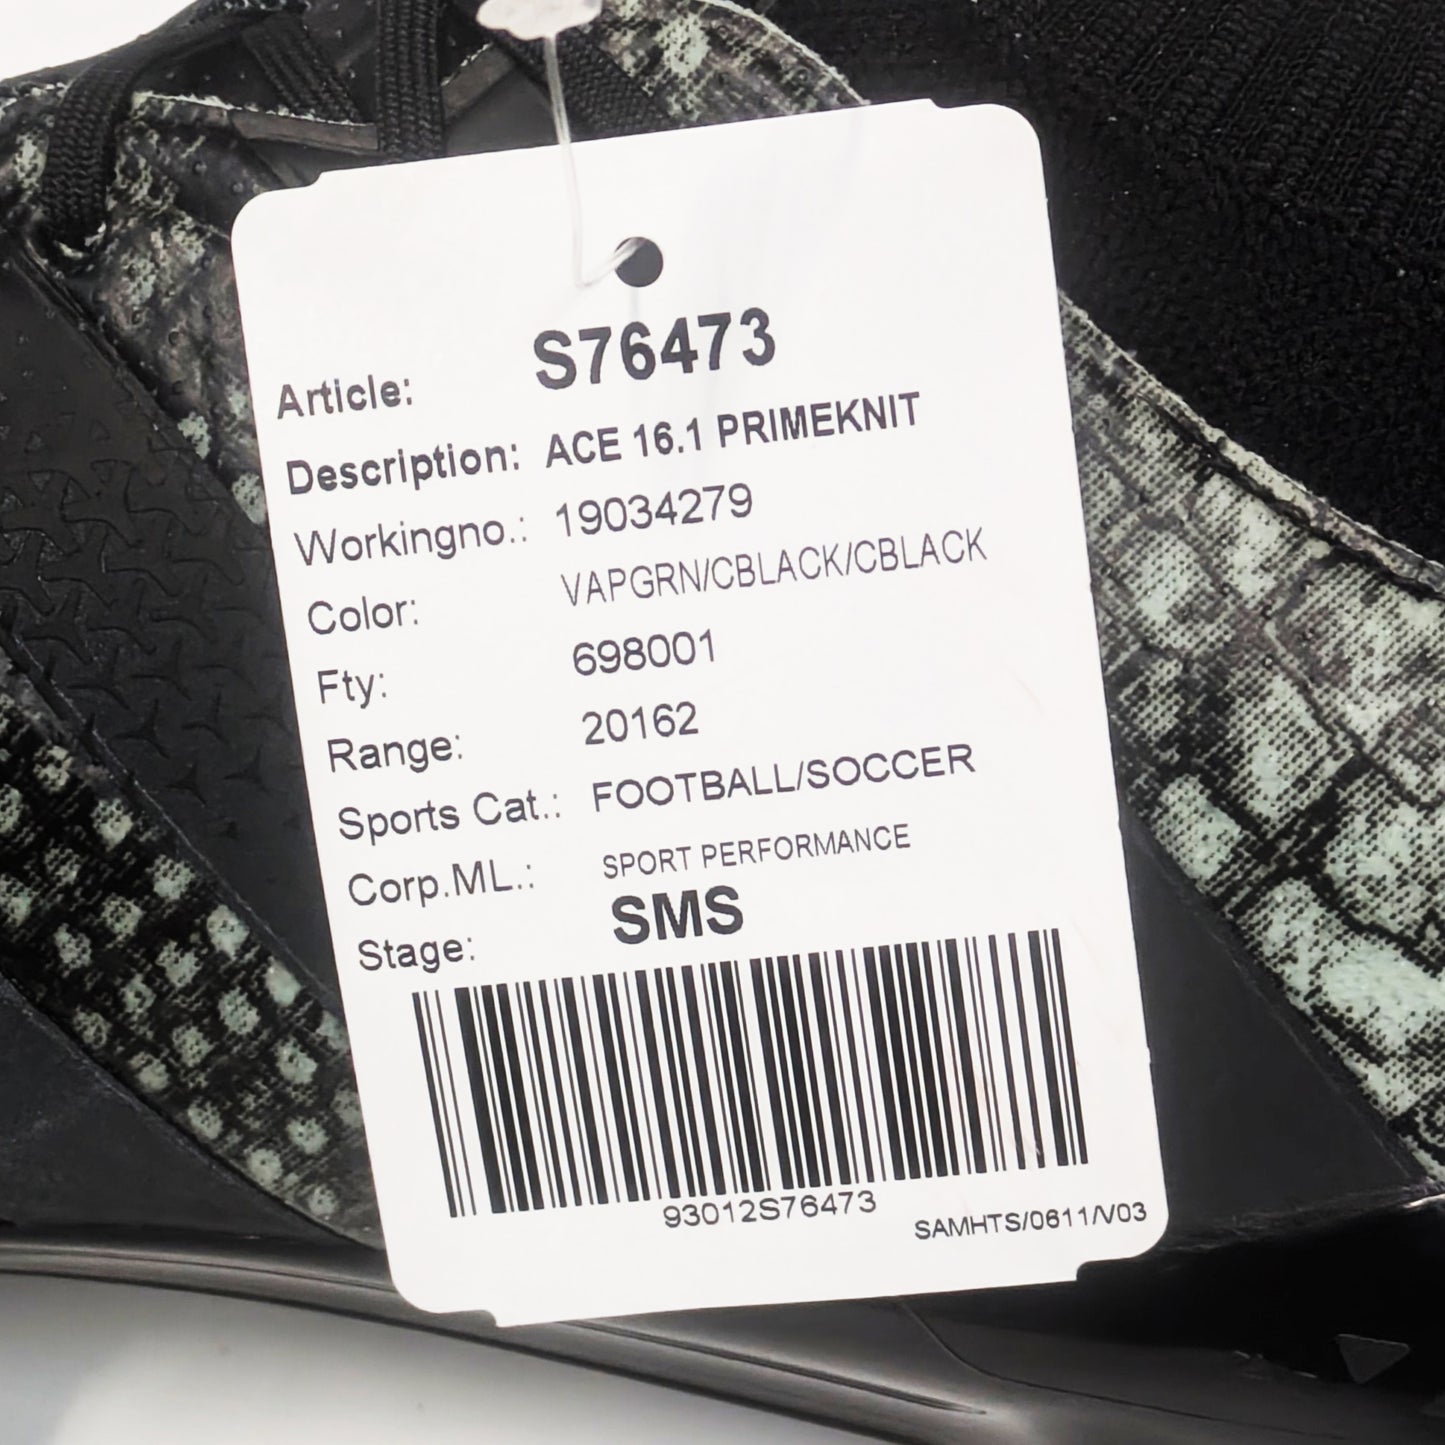 Article: S76473
Description: ACE 16.1 PRIMEKNIT
Workingno.: 19034279
Color: VAPGRN/CBLACK/CBLACK
Fty: 698001
Range: 20162
Sports Cat.: FOOTBALL/SOCCER
Corp.ML.: SPORT PERFORMANCE
Stage: SMS
93012S76473
SAMHTS/0611/V03